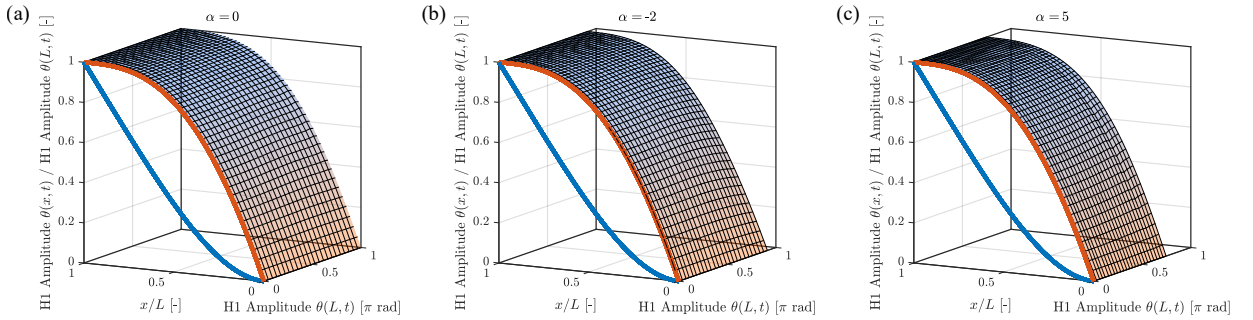 (a)
α = 0
H1 Amplitude θ(x, t) / H1 Amplitude θ(L, t) [-]
1
0.8
0.6
0.4
0.2
0
1
0.5
0
x/L [-]
0
0.5
1
H1 Amplitude θ(L, t) [π rad]
(b)
α = -2
H1 Amplitude θ(x, t) / H1 Amplitude θ(L, t) [-]
1
0.8
0.6
0.4
0.2
0
1
0.5
0
x/L [-]
0
0.5
1
H1 Amplitude θ(L, t) [π rad]
(c)
α = 5
H1 Amplitude θ(x, t) / H1 Amplitude θ(L, t) [-]
1
0.8
0.6
0.4
0.2
0
1
0.5
0
x/L [-]
0
0.5
1
H1 Amplitude θ(L, t) [π rad]